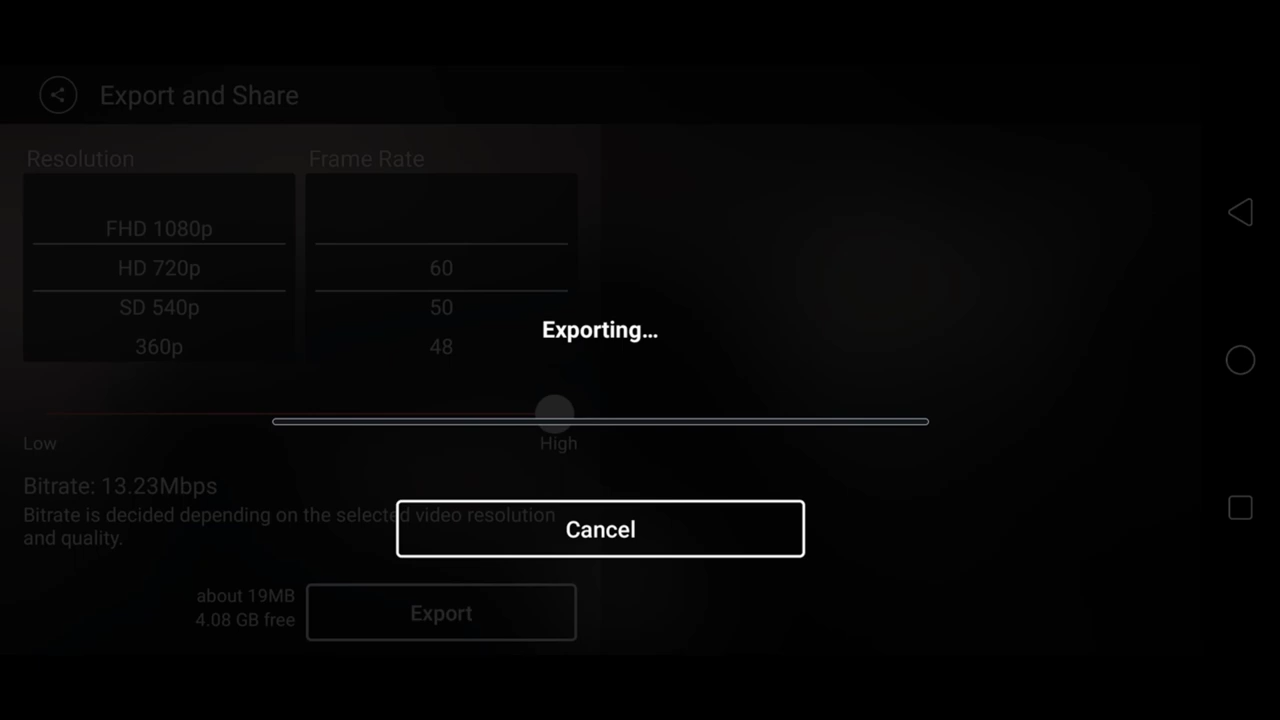 Export and Share
Resolution
Frame Rate
FHD 1080p
HD 720p
SD 540p
360p
60
50
48
Exporting...
Low
High
Bitrate: 13.23Mbps
Bitrate is decided depending on the selected video resolution
and quality.
Cancel
about 19MB
4.08 GB free
Export